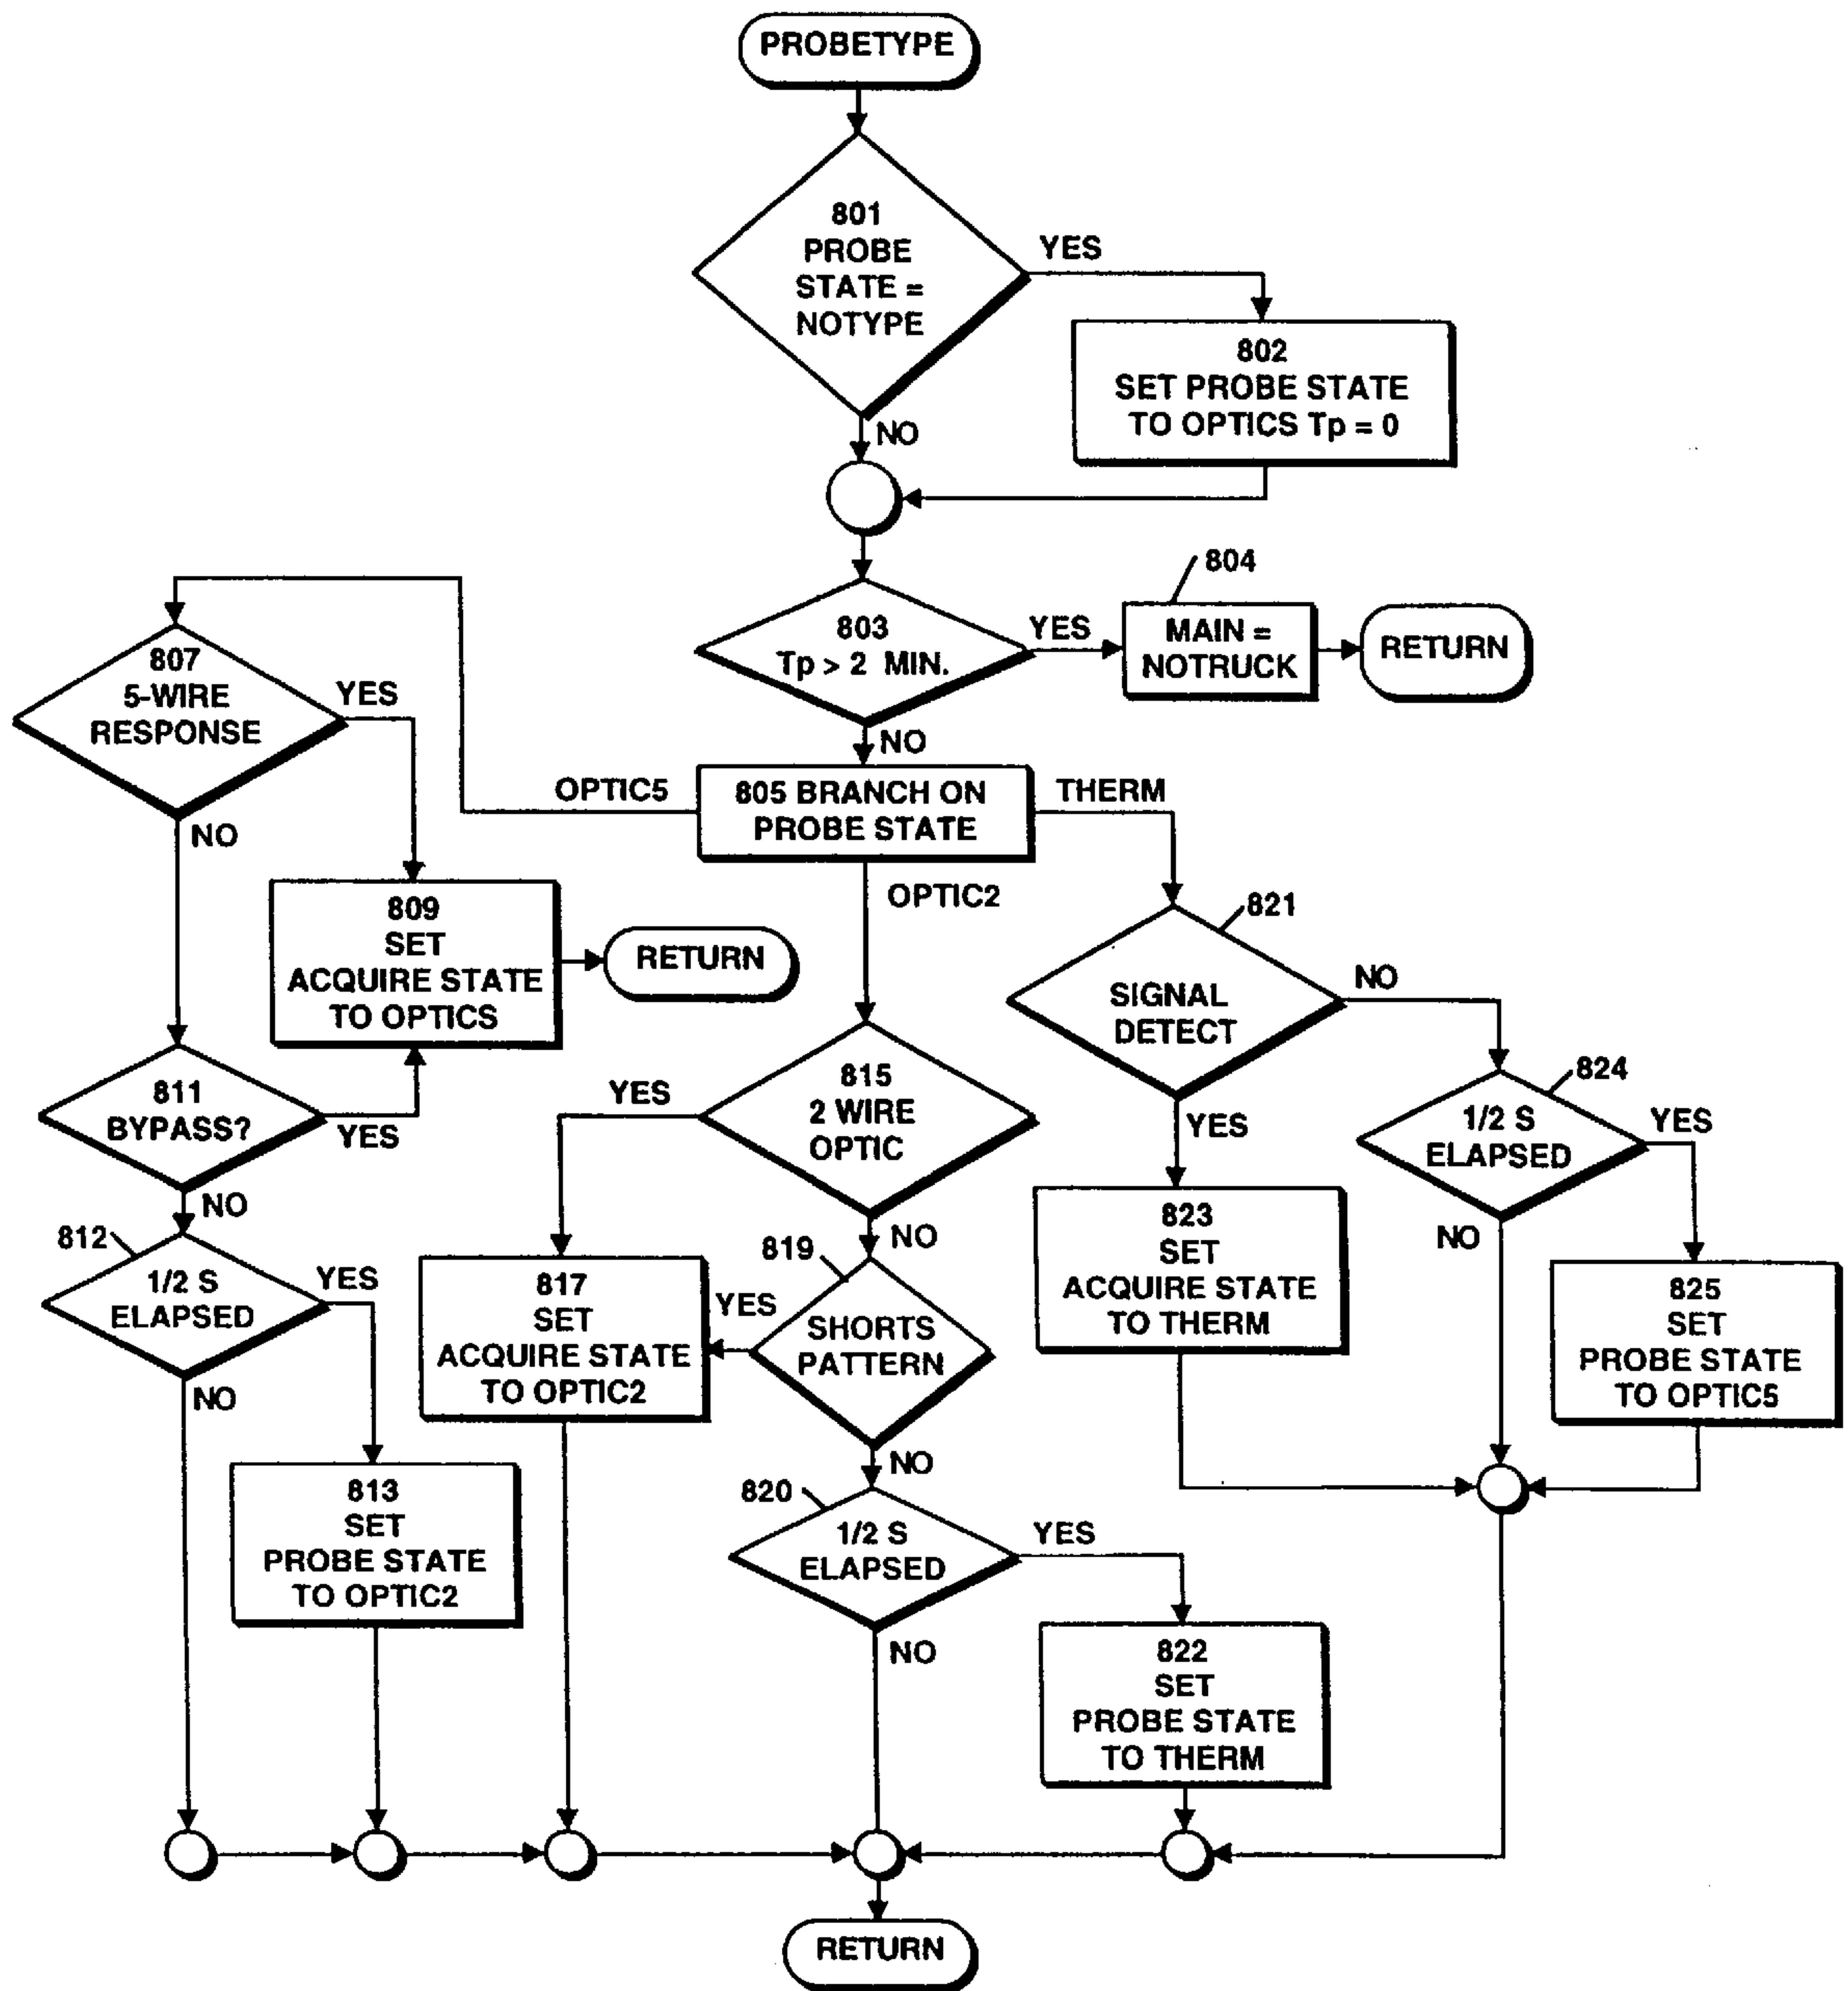 PROBETYPE
801
PROBE
STATE =
NOTYPE
YES
802
SET PROBE STATE
TO OPTICS Tp = 0
NO
803
Tp > 2 MIN.
YES
804
MAIN =
NOTRUCK
RETURN
NO
805 BRANCH ON
PROBE STATE
OPTIC5
OPTIC2
THERM
807
5-WIRE
RESPONSE
YES
NO
809
SET
ACQUIRE STATE
TO OPTICS
RETURN
811
BYPASS?
YES
NO
812
1/2 S
ELAPSED
YES
NO
813
SET
PROBE STATE
TO OPTIC2
815
2 WIRE
OPTIC
YES
NO
817
SET
ACQUIRE STATE
TO OPTIC2
819
SHORTS
PATTERN
YES
NO
820
1/2 S
ELAPSED
YES
NO
822
SET
PROBE STATE
TO THERM
821
SIGNAL
DETECT
NO
YES
823
SET
ACQUIRE STATE
TO THERM
824
1/2 S
ELAPSED
YES
NO
825
SET
PROBE STATE
TO OPTIC5
RETURN